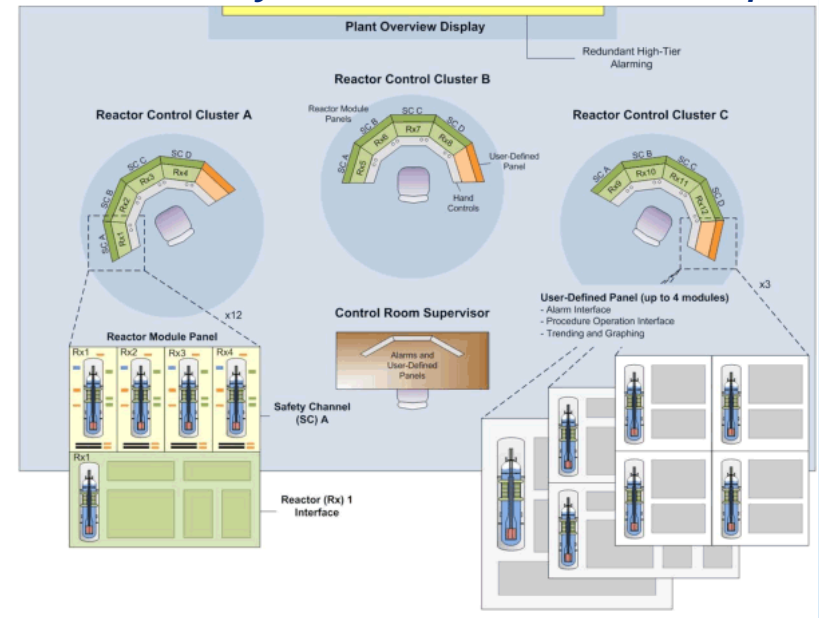 Plant Overview Display
Redundant High-Tier
Alarming
Reactor Control Cluster B
Reactor Control Cluster A
Reactor Module
Panels
SC A
SC B
SC C
SC D
Rx5
Rx6
Rx7
Rx8
User-Defined
Panel
Hand
Controls
SC A
SC B
SC C
SC D
Rx1
Rx2
Rx3
Rx4
Reactor Control Cluster C
SC A
SC B
SC C
SC D
Rx9
Rx10
Rx11
Rx12
x12
x3
Control Room Supervisor
Alarms and
User-Defined
Panels
User-Defined Panel (up to 4 modules)
- Alarm Interface
- Procedure Operation Interface
- Trending and Graphing
Reactor Module Panel
Rx1
Rx2
Rx3
Rx4
Safety Channel
(SC) A
Rx1
Reactor (Rx) 1
Interface